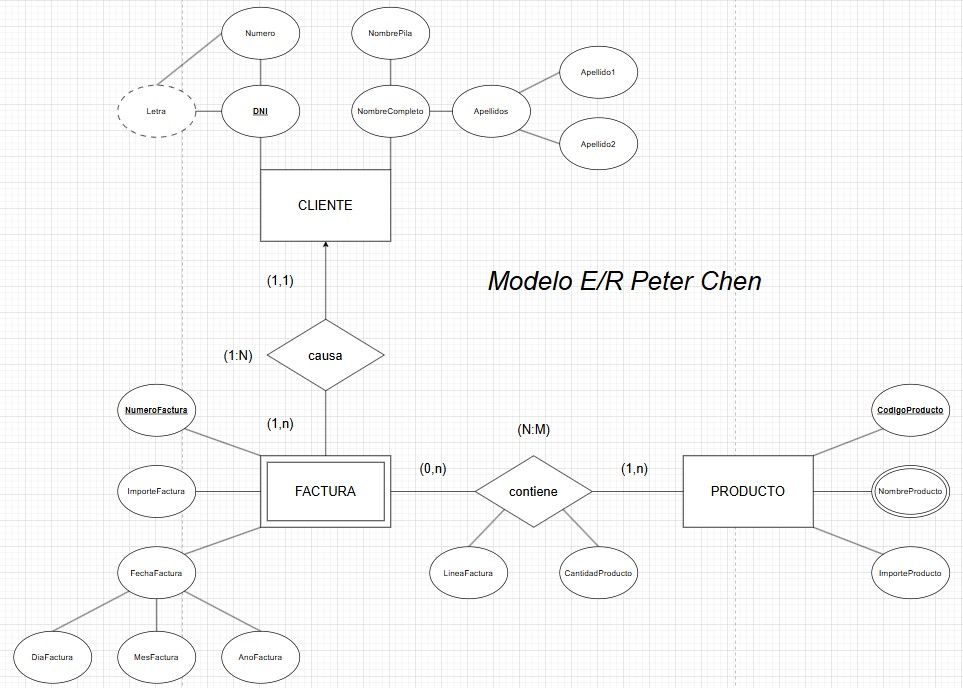 Numero
NombrePila
Apellido1
Letra
DNI
NombreCompleto
Apellidos
Apellido2
CLIENTE
(1,1)
Modelo E/R Peter Chen
(1:N)
causa
NumeroFactura
(1,n)
CodigoProducto
(N:M)
(0,n)
(1,n)
ImporteFactura
FACTURA
contiene
PRODUCTO
NombreProducto
FechaFactura
LineaFactura
CantidadProducto
ImporteProducto
DiaFactura
MesFactura
AnoFactura